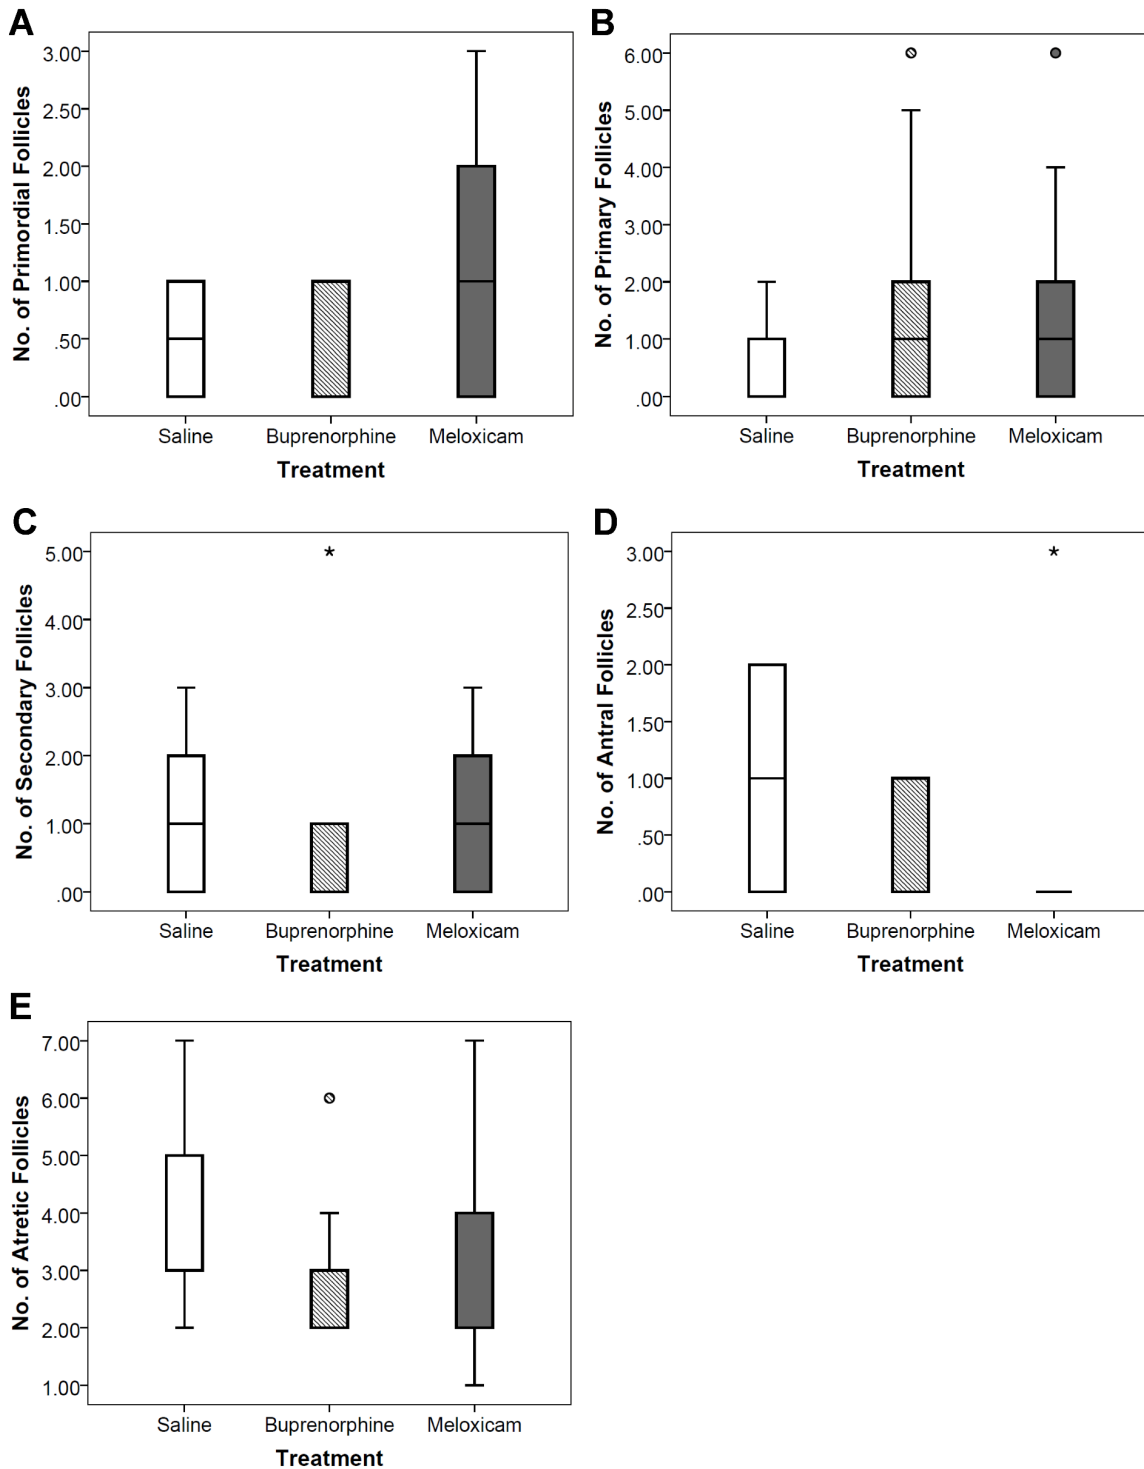 A
No. of Primordial Follicles
3.00
2.50
2.00
1.50
1.00
.50
.00
Saline Buprenorphine Meloxicam
Treatment
B
No. of Primary Follicles
6.00
5.00
4.00
3.00
2.00
1.00
.00
Saline Buprenorphine Meloxicam
Treatment
C
No. of Secondary Follicles
5.00
4.00
3.00
2.00
1.00
.00
Saline Buprenorphine Meloxicam
Treatment
D
No. of Antral Follicles
3.00
2.50
2.00
1.50
1.00
.50
.00
Saline Buprenorphine Meloxicam
Treatment
E
No. of Atretic Follicles
7.00
6.00
5.00
4.00
3.00
2.00
1.00
Saline Buprenorphine Meloxicam
Treatment